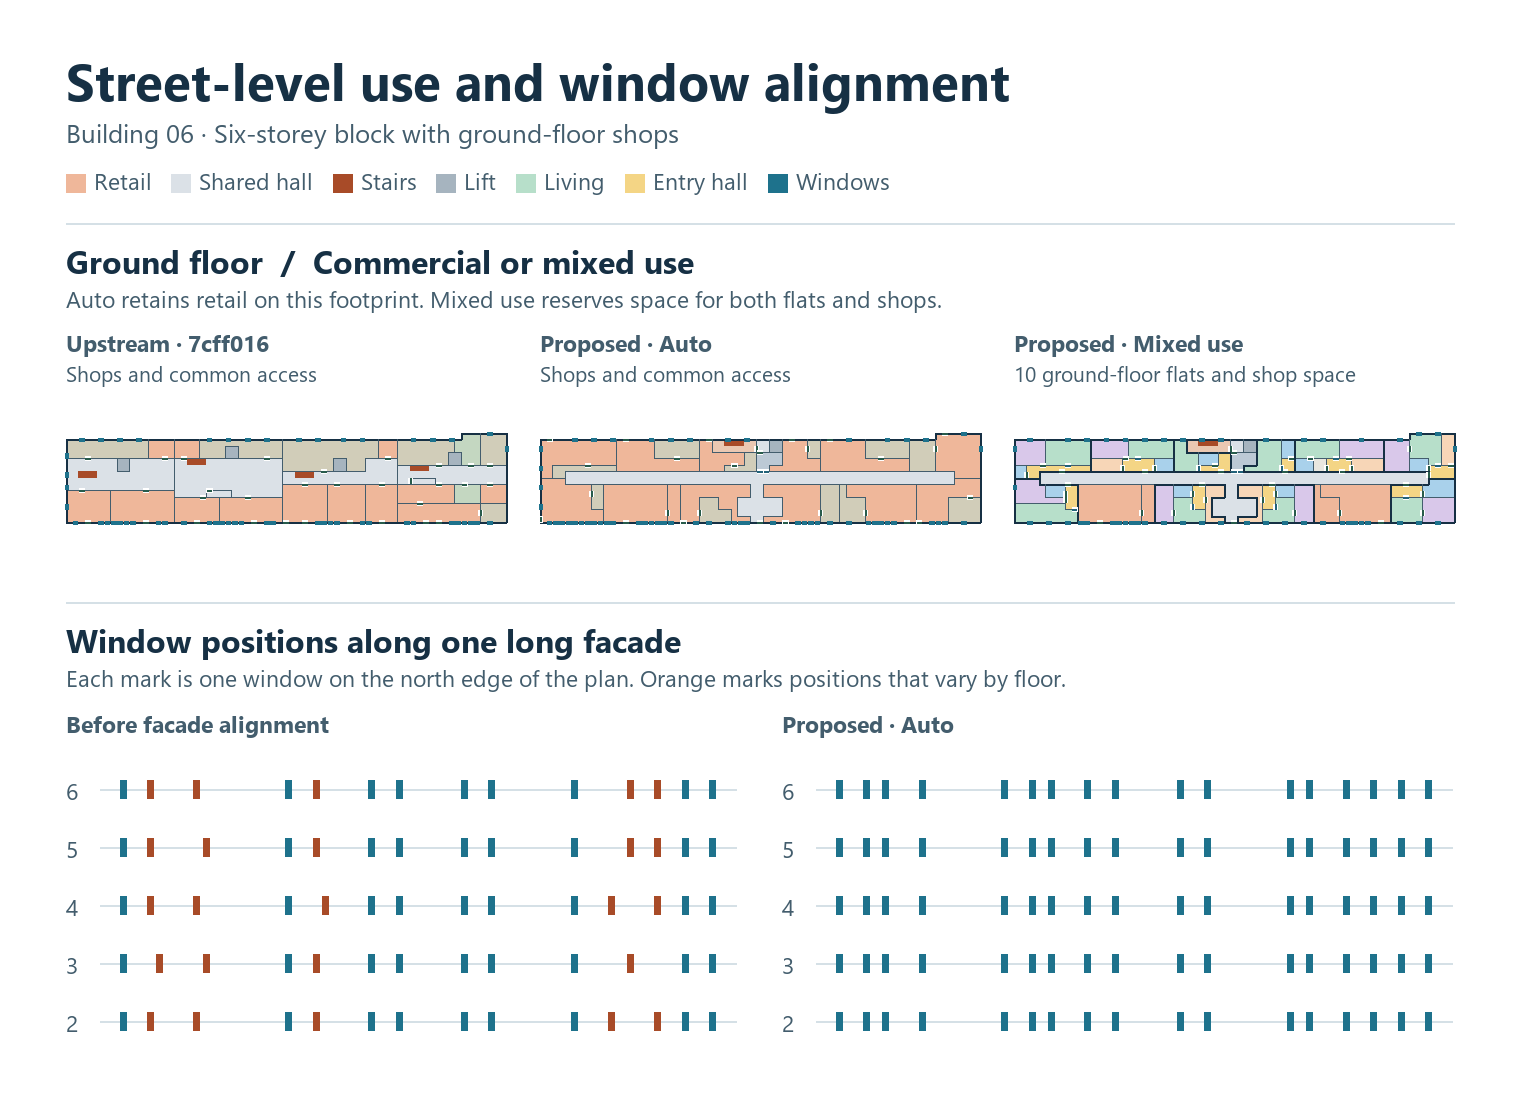 Street-level use and window alignment
Building 06 · Six-storey block with ground-floor shops
Retail Shared hall Stairs Lift Living Entry hall Windows
Ground floor / Commercial or mixed use
Auto retains retail on this footprint. Mixed use reserves space for both flats and shops.
Upstream · 7cff016
Shops and common access
Proposed · Auto
Shops and common access
Proposed · Mixed use
10 ground-floor flats and shop space
Window positions along one long facade
Each mark is one window on the north edge of the plan. Orange marks positions that vary by floor.
Before facade alignment
6
5
4
3
2
Proposed · Auto
6
5
4
3
2